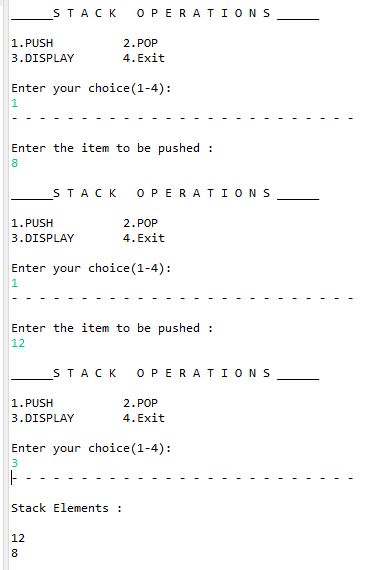 ______S T A C K   O P E R A T I O N S ______
1.PUSH          2.POP
3.DISPLAY       4.Exit
Enter your choice(1-4):
1
- - - - - - - - - - - - - - - - - - - - - - - - -
Enter the item to be pushed :
8
______S T A C K   O P E R A T I O N S ______
1.PUSH          2.POP
3.DISPLAY       4.Exit
Enter your choice(1-4):
1
- - - - - - - - - - - - - - - - - - - - - - - - -
Enter the item to be pushed :
12
______S T A C K   O P E R A T I O N S ______
1.PUSH          2.POP
3.DISPLAY       4.Exit
Enter your choice(1-4):
3
- - - - - - - - - - - - - - - - - - - - - - - - -
Stack Elements :
12
8